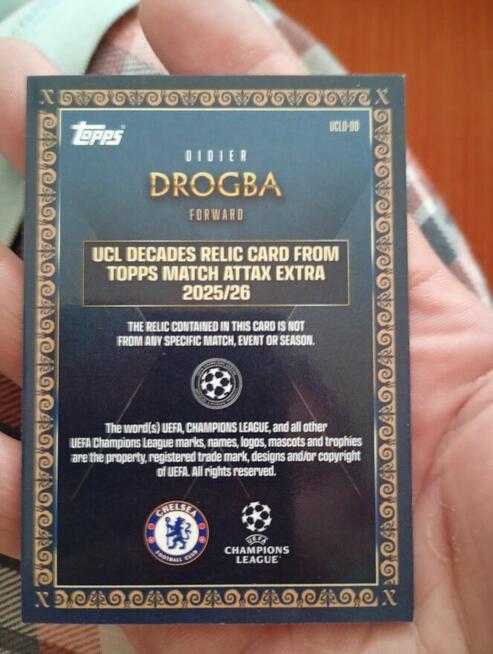 topps
UCLD-DD
DIDIER
DROGBA
FORWARD
UCL DECADES RELIC CARD FROM
TOPPS MATCH ATTAX EXTRA
2025/26
THE RELIC CONTAINED IN THIS CARD IS NOT
FROM ANY SPECIFIC MATCH, EVENT OR SEASON.
The word(s) UEFA, CHAMPIONS LEAGUE, and all other
UEFA Champions League marks, names, logos, mascots and trophies
are the property, registered trade mark, designs and/or copyright
of UEFA. All rights reserved.
CHELSEA
FOOTBALL CLUB
UEFA
CHAMPIONS
LEAGUE